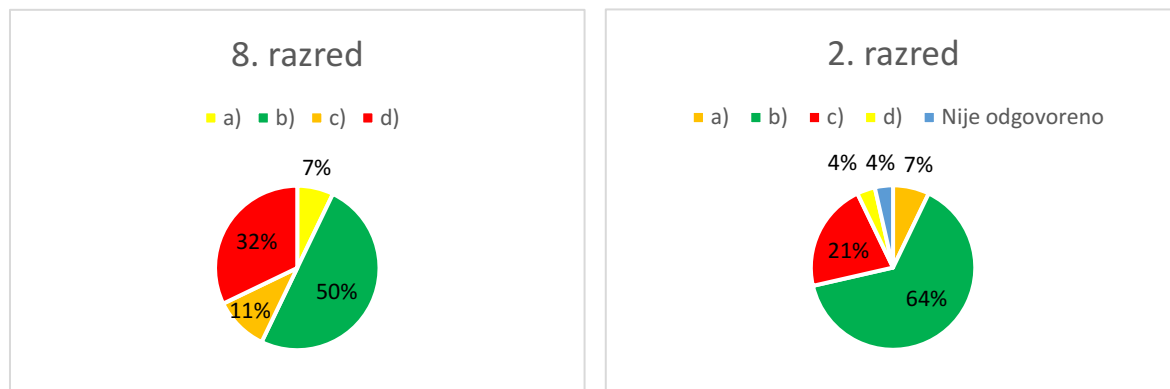 8. razred
a) b) c) d)
7%
32%
50%
11%
2. razred
a) b) c) d) Nije odgovoreno
4% 4% 7%
21%
64%